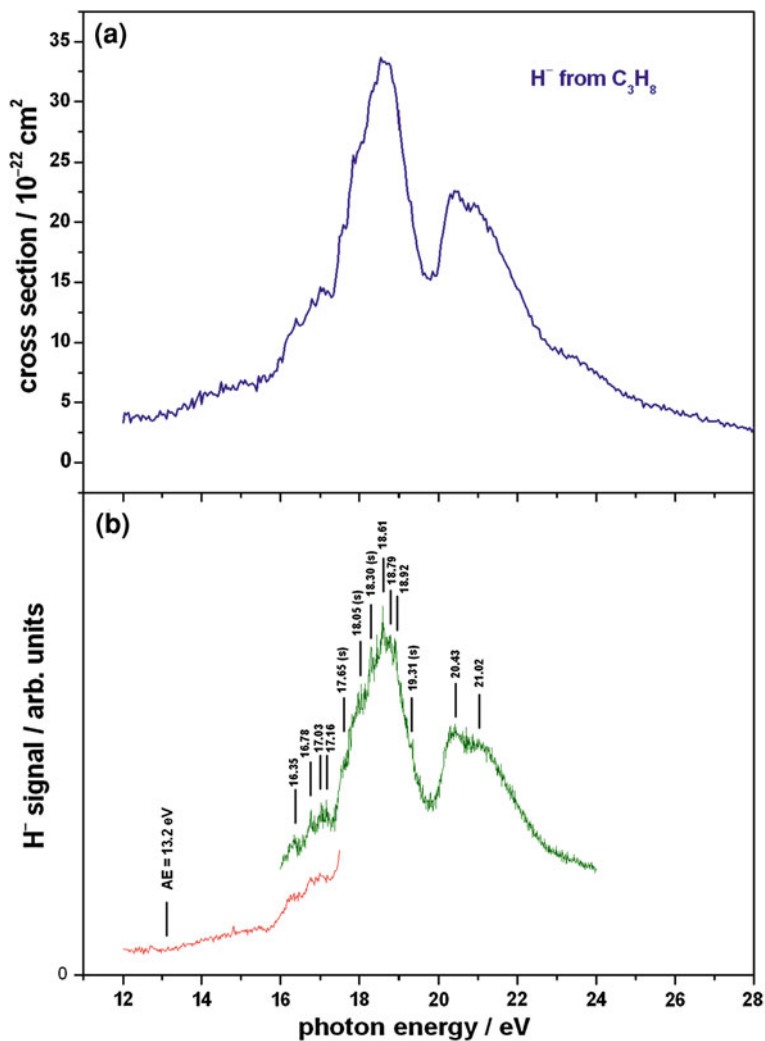 (a)
H⁻ from C₃H₈
cross section / 10⁻²² cm²
35
30
25
20
15
10
5
0
(b)
H⁻ signal / arb. units
0
AE = 13.2 eV
16.35
16.78
17.03
17.16
17.65 (s)
18.05 (s)
18.30 (s)
18.61
18.79
18.92
19.31 (s)
20.43
21.02
12 14 16 18 20 22 24 26 28
photon energy / eV